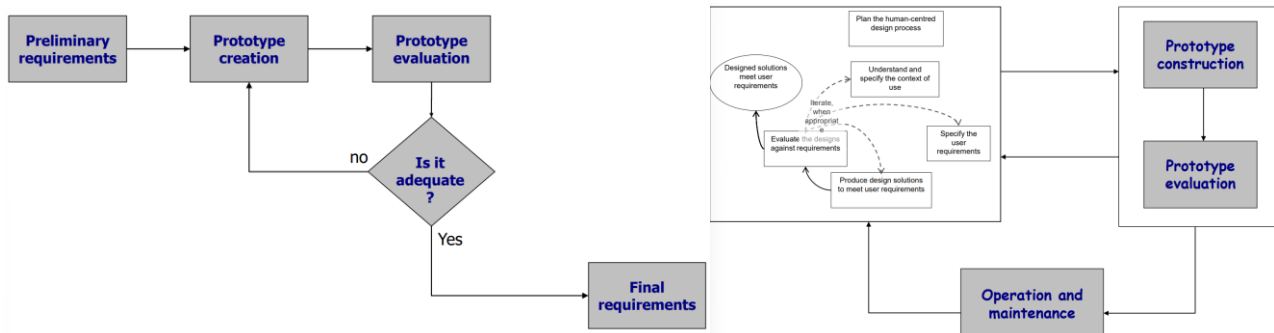 Preliminary
requirements
Prototype
creation
Prototype
evaluation
no
Is it
adequate
?
Yes
Final
requirements
Plan the human-centred
design process
Designed solutions
meet user
requirements
Understand and
specify the context of
use
Iterate,
when
appropriat
e
Evaluate the designs
against requirements
Specify the
user
requirements
Produce design solutions
to meet user requirements
Prototype
construction
Prototype
evaluation
Operation and
maintenance